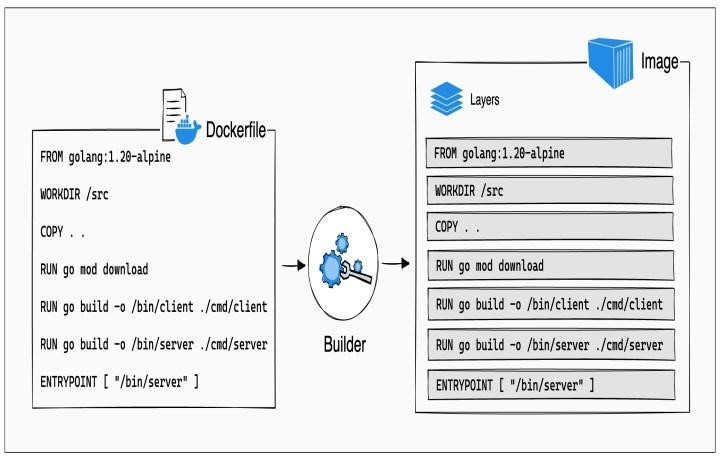 Dockerfile
FROM golang:1.20-alpine
WORKDIR /src
COPY . .
RUN go mod download
RUN go build -o /bin/client ./cmd/client
RUN go build -o /bin/server ./cmd/server
ENTRYPOINT [ "/bin/server" ]
Builder
Image
Layers
FROM golang:1.20-alpine
WORKDIR /src
COPY . .
RUN go mod download
RUN go build -o /bin/client ./cmd/client
RUN go build -o /bin/server ./cmd/server
ENTRYPOINT [ "/bin/server" ]